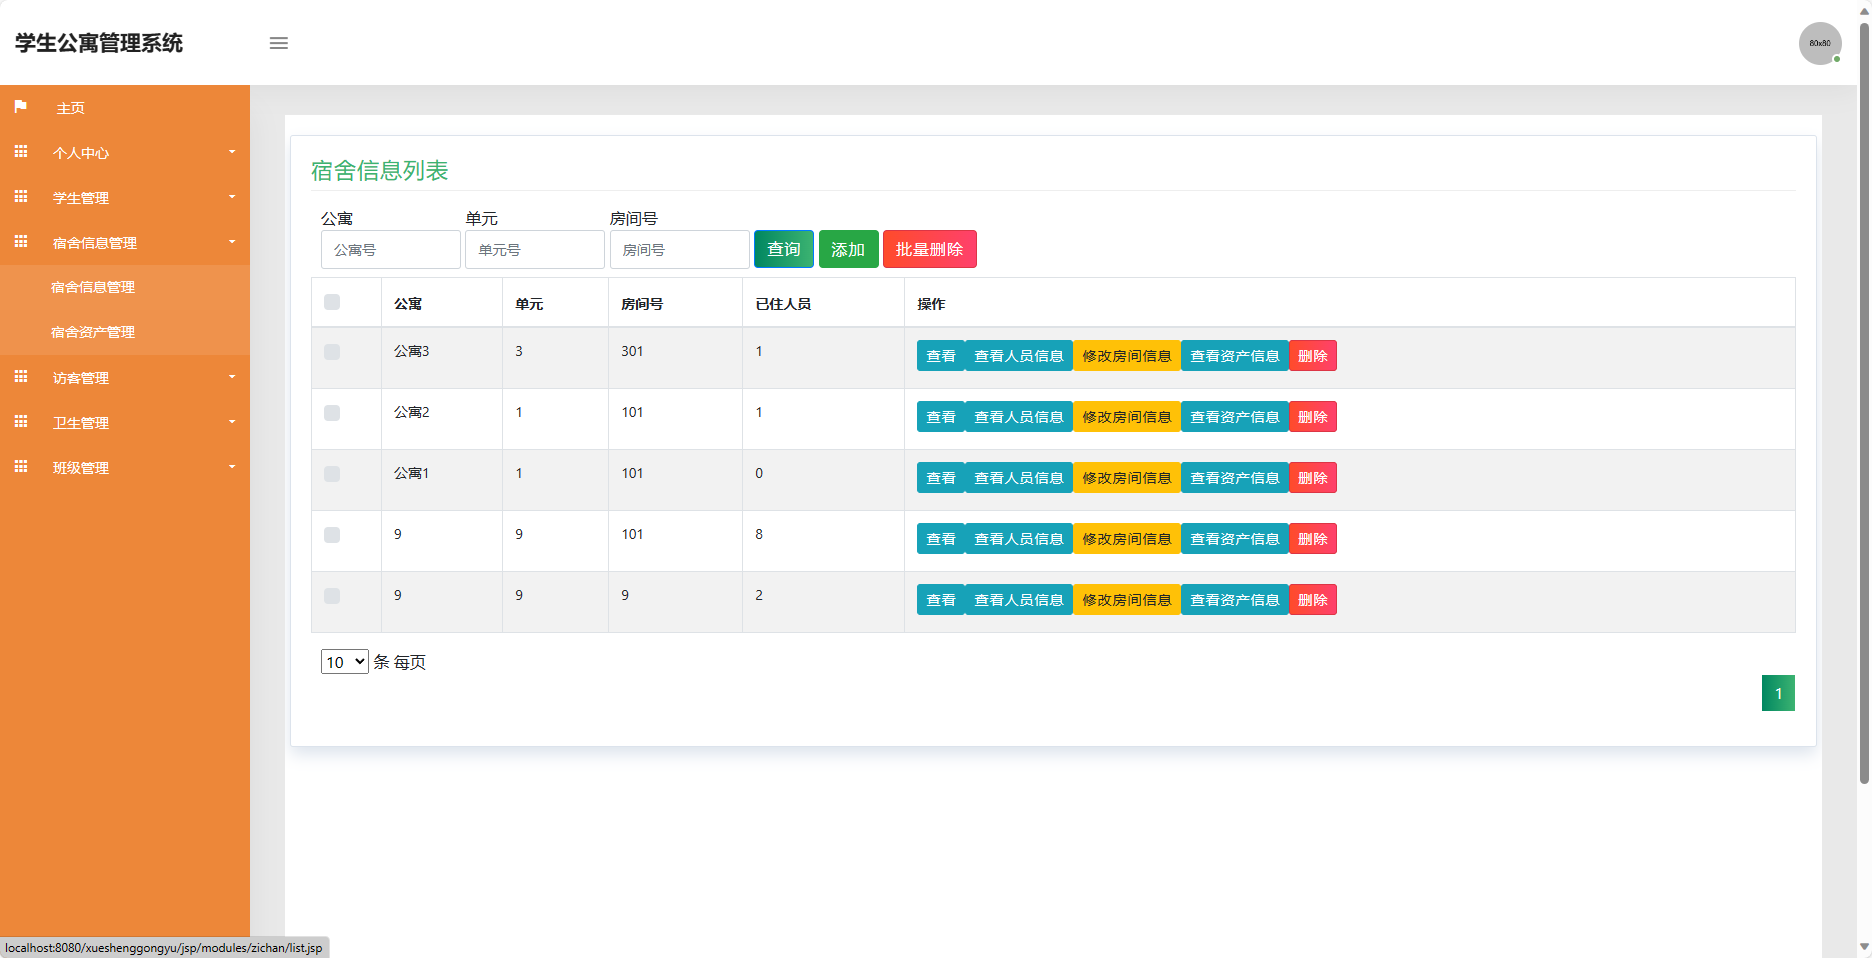 学生公寓管理系统
80x80
主页
个人中心
学生管理
宿舍信息管理
宿舍信息管理
宿舍资产管理
访客管理
卫生管理
班级管理
宿舍信息列表
公寓 单元 房间号
公寓号 单元号 房间号 查询 添加 批量删除
公寓 单元 房间号 已住人员 操作
公寓3 3 301 1 查看 查看人员信息 修改房间信息 查看资产信息 删除
公寓2 1 101 1 查看 查看人员信息 修改房间信息 查看资产信息 删除
公寓1 1 101 0 查看 查看人员信息 修改房间信息 查看资产信息 删除
9 9 101 8 查看 查看人员信息 修改房间信息 查看资产信息 删除
9 9 9 2 查看 查看人员信息 修改房间信息 查看资产信息 删除
10 条 每页
1
localhost:8080/xueshenggongyu/jsp/modules/zichan/list.jsp